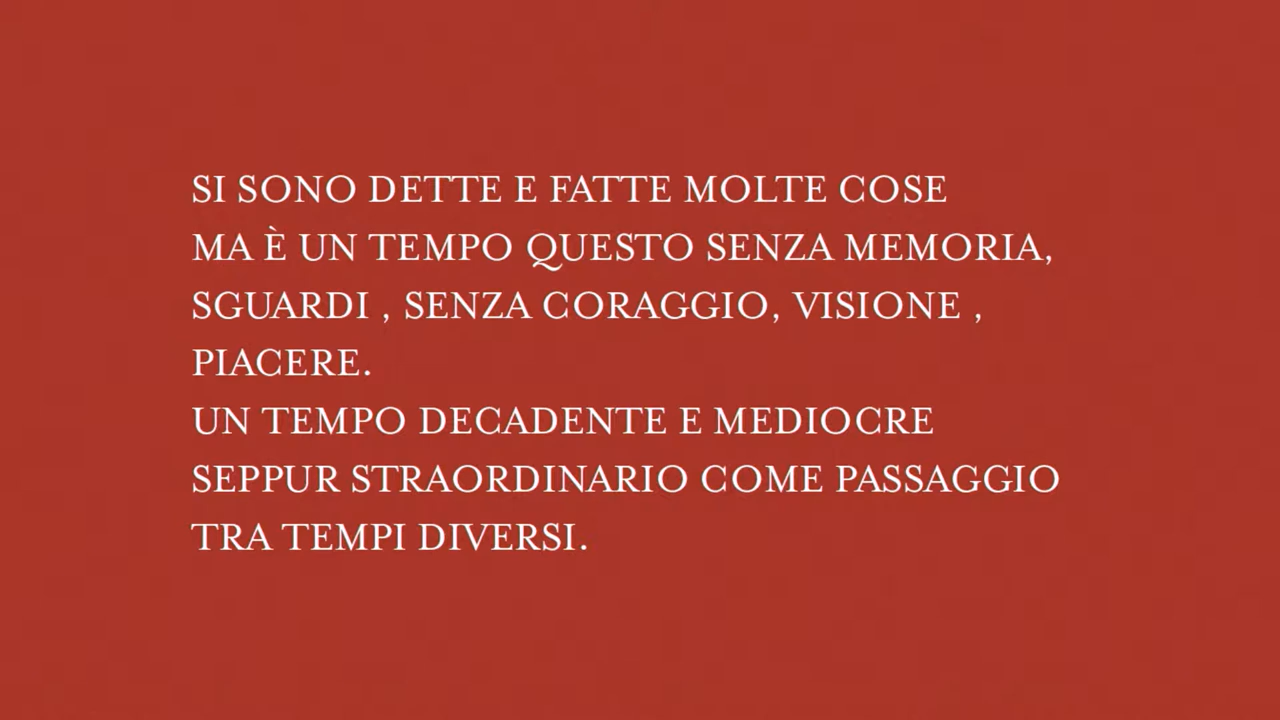 SI SONO DETTE E FATTE MOLTE COSE
MA È UN TEMPO QUESTO SENZA MEMORIA,
SGUARDI , SENZA CORAGGIO, VISIONE ,
PIACERE.
UN TEMPO DECADENTE E MEDIOCRE
SEPPUR STRAORDINARIO COME PASSAGGIO
TRA TEMPI DIVERSI.